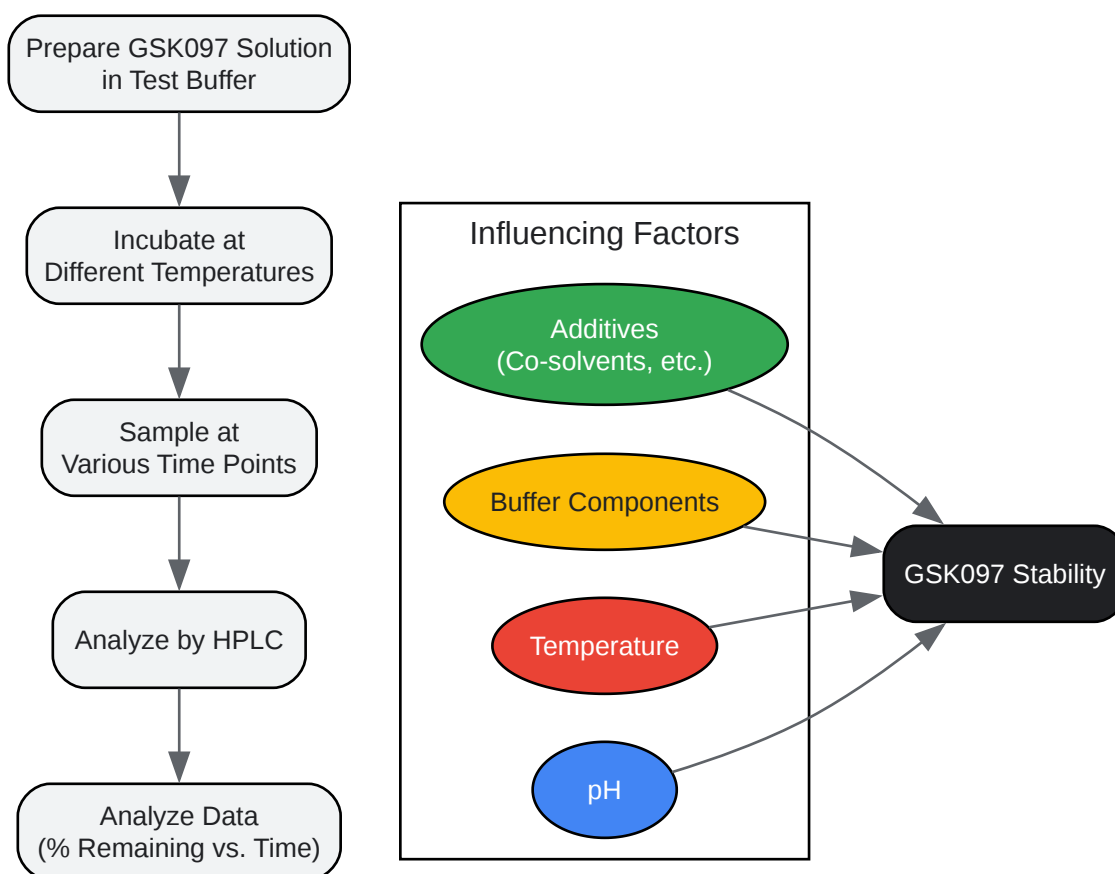 Prepare GSK097 Solution
in Test Buffer
Incubate at
Different Temperatures
Sample at
Various Time Points
Analyze by HPLC
Analyze Data
(% Remaining vs. Time)
Influencing Factors
Additives
(Co-solvents, etc.)
Buffer Components
Temperature
pH
GSK097 Stability